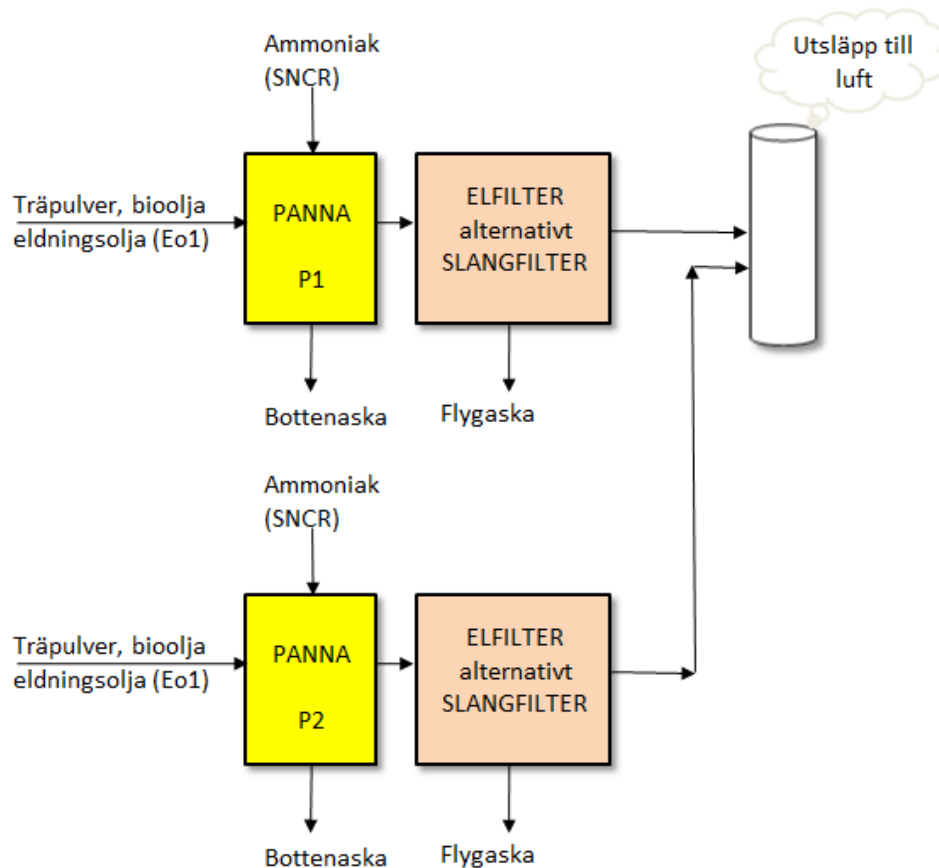 Utsläpp till
luft
Ammoniak
(SNCR)
Träpulver, bioolja
eldningsolja (Eo1)
PANNA
P1
ELFILTER
alternativt
SLANGFILTER
Bottenaska
Flygaska
Ammoniak
(SNCR)
Träpulver, bioolja
eldningsolja (Eo1)
PANNA
P2
ELFILTER
alternativt
SLANGFILTER
Bottenaska
Flygaska